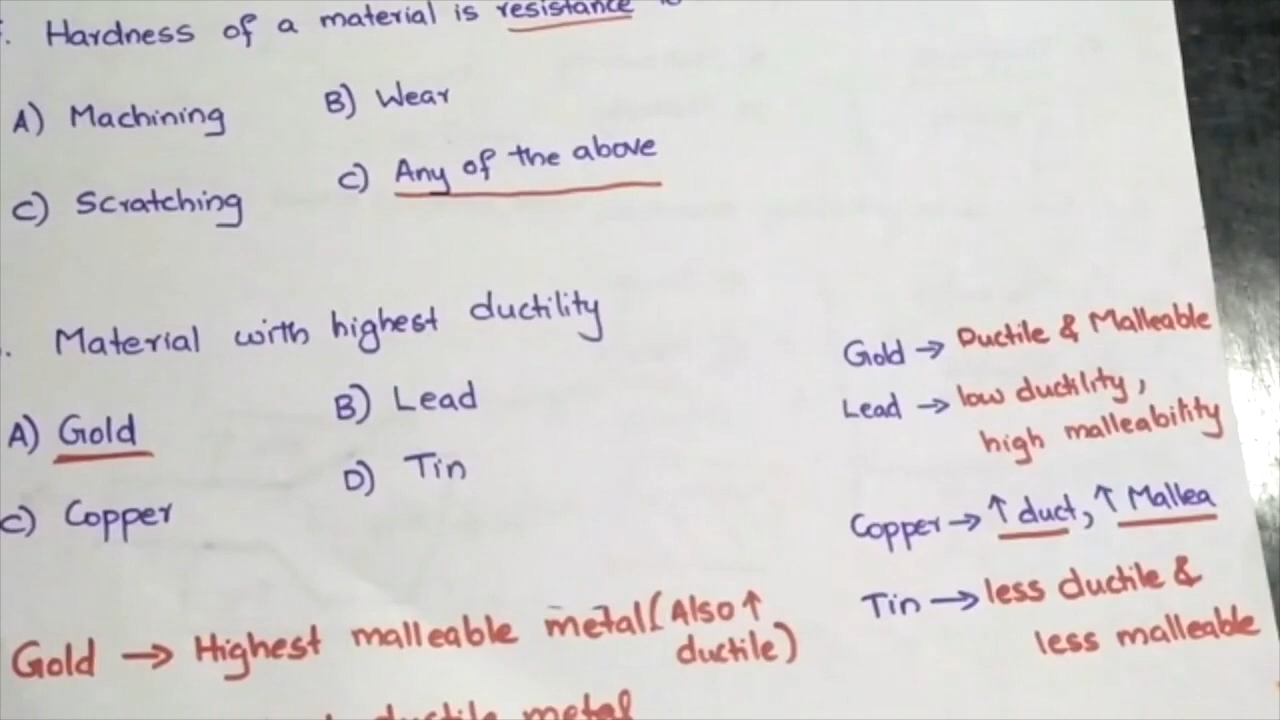 Hardness of a material is resistance
A) Machining B) Wear
C) Scratching C) Any of the above
Material with highest ductility
A) Gold B) Lead
C) Copper D) Tin
Gold → Ductile & Malleable
Lead → low ductility,
high malleability
Copper → ↑ duct, ↑ Mallea
Tin → less ductile &
less malleable
Gold → Highest malleable metal (Also ↑
ductile)
ductile metal